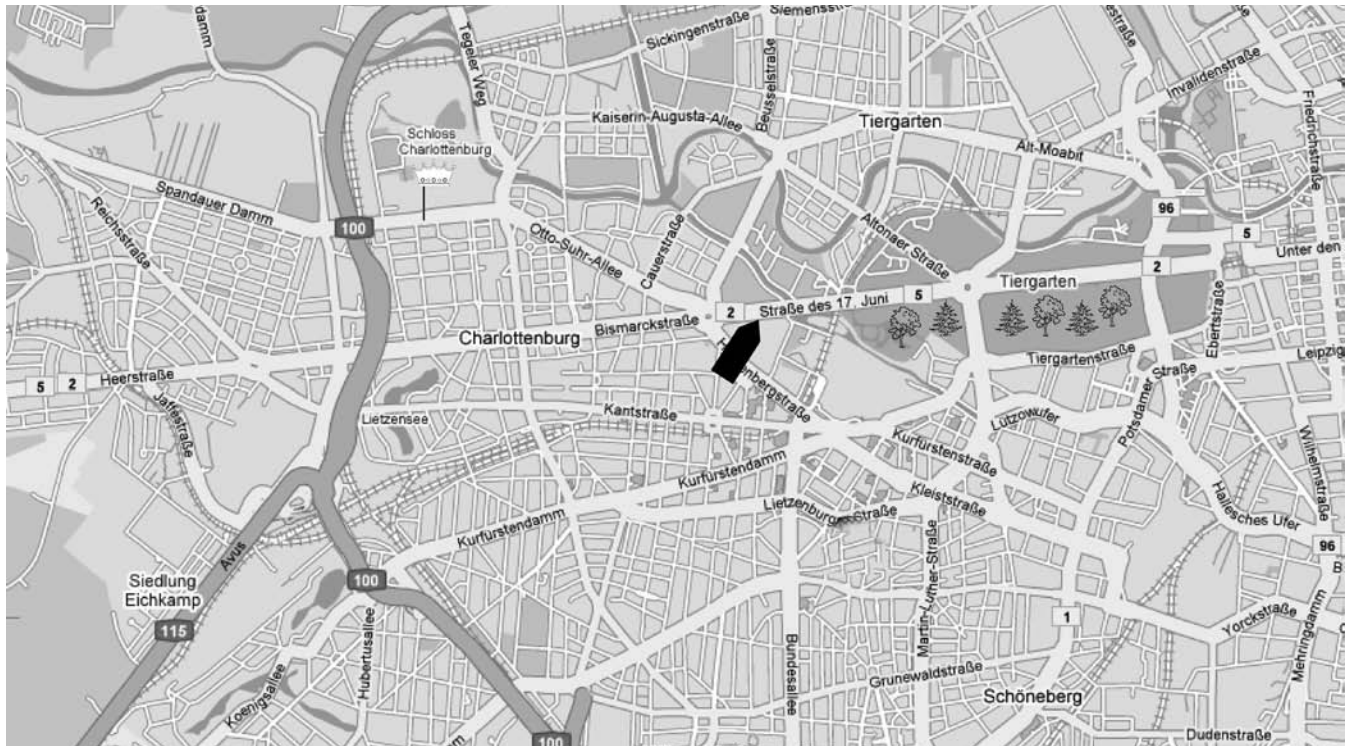 Siemensstr
damm
Sickingenstraße
Tegeler Weg
Beusselstraße
Invalidenstraße
Friedrichstraße
Kaiserin-Augusta-Allee
Tiergarten
Schloss
Charlottenburg
Alt-Moabit
Spandauer Damm
Reichsstraße
100
96
Altonaer Straße
Otto-Suhr-Allee
Cauerstraße
5
Unter den
2
Tiergarten
5
Straße des 17. Juni
2
Bismarckstraße
Charlottenburg
Ebertstraße
Tiergartenstraße
Leipzig
5
2
Heerstraße
Jaffestraße
Potsdamer Straße
Lietzensee
Kantstraße
Lützowufer
Kurfürstenstraße
Kurfürstendamm
Kleiststraße
Wilhelmstraße
Lietzenburger Straße
Hallesches Ufer
Kurfürstendamm
Avus
96
B
Siedlung
Eichkamp
100
115
Martin-Luther-Straße
1
Yorckstraße
Mehringdamm
Hubertusallee
Koenigsallee
Bundesallee
Grunewaldstraße
Schöneberg
Dudenstraße
100